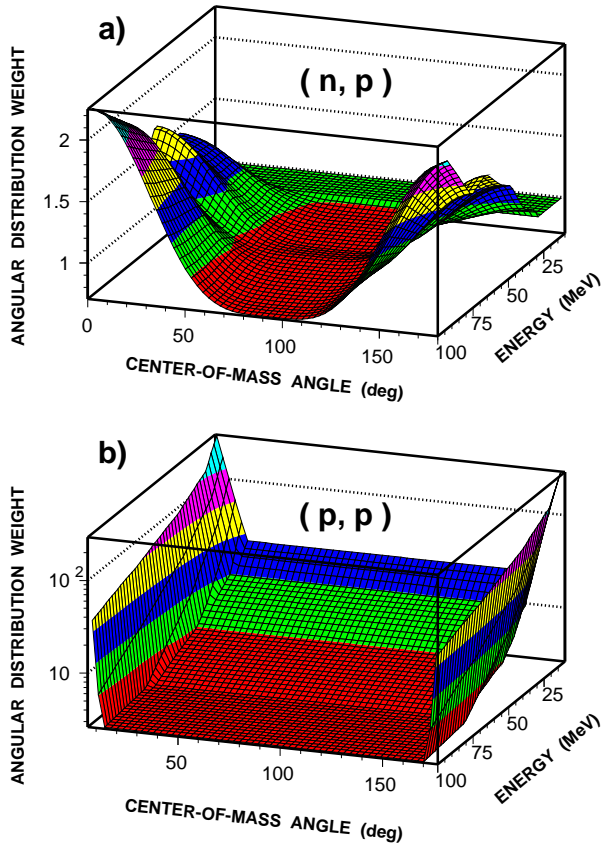 a)
( n, p )
ANGULAR DISTRIBUTION WEIGHT
2
1.5
1
0
50
100
150
CENTER-OF-MASS ANGLE (deg)
25
50
75
100
ENERGY (MeV)
b)
( p, p )
ANGULAR DISTRIBUTION WEIGHT
10 2
10
50
100
150
CENTER-OF-MASS ANGLE (deg)
25
50
75
100
ENERGY (MeV)